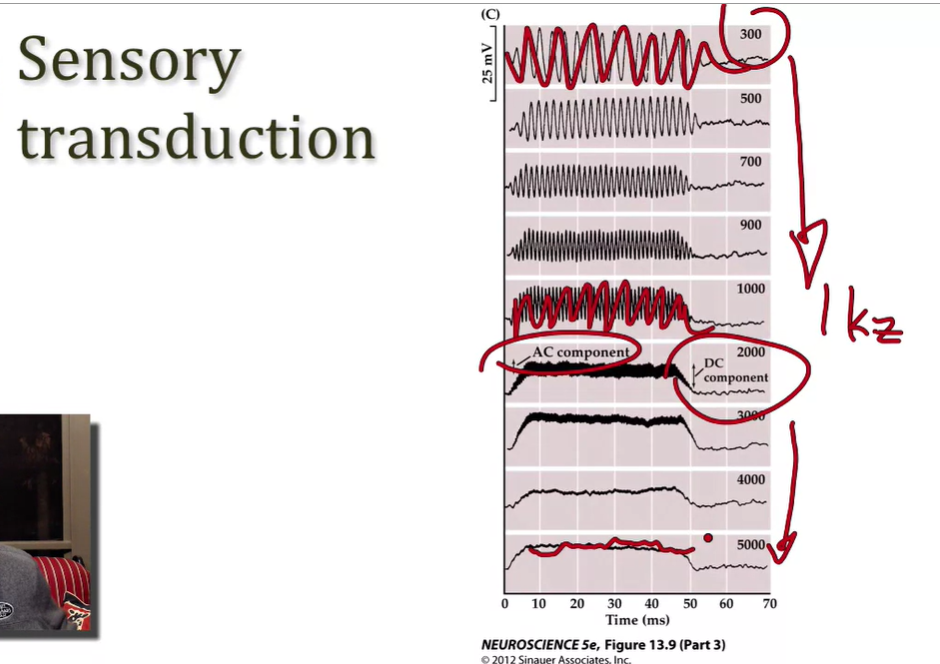 Sensory
transduction
(C)
25 mV
300
500
700
900
1000
1 kz
2000
AC component
DC
component
3000
4000
5000
0 10 20 30 40 50 60 70
Time (ms)
NEUROSCIENCE 5e, Figure 13.9 (Part 3)
© 2012 Sinauer Associates, Inc.